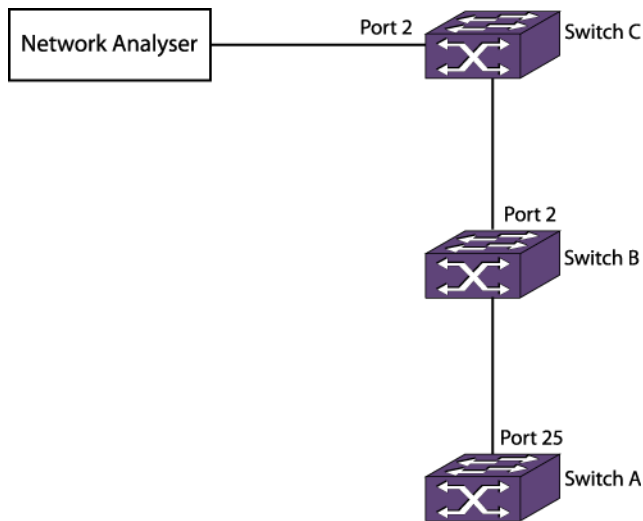 Network Analyser
Port 2
Switch C
Port 2
Switch B
Port 25
Switch A